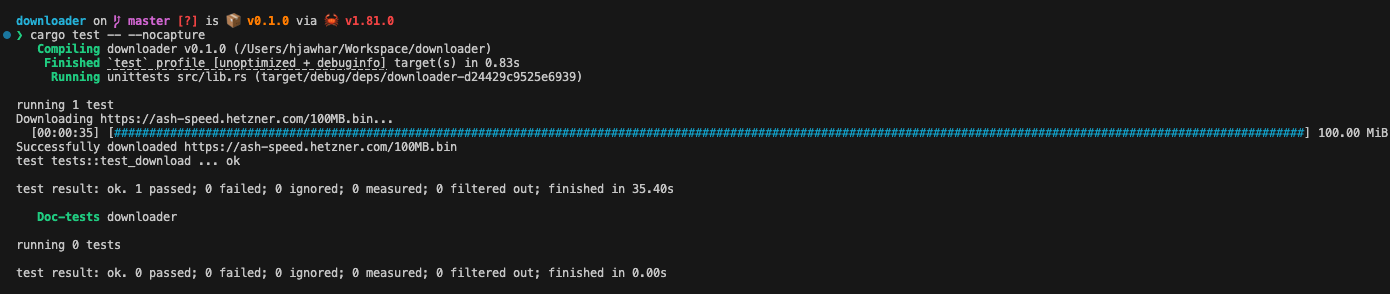 downloader on master [?] is 📦 v0.1.0 via 🦀 v1.81.0
❯ cargo test -- --nocapture
Compiling downloader v0.1.0 (/Users/hjawhar/Workspace/downloader)
Finished `test` profile [unoptimized + debuginfo] target(s) in 0.83s
Running unittests src/lib.rs (target/debug/deps/downloader-d24429c9525e6939)
running 1 test
Downloading https://ash-speed.hetzner.com/100MB.bin...
[00:00:35] [##########################################################################################################################################################################] 100.00 MiB
Successfully downloaded https://ash-speed.hetzner.com/100MB.bin
test tests::test_download ... ok
test result: ok. 1 passed; 0 failed; 0 ignored; 0 measured; 0 filtered out; finished in 35.40s
Doc-tests downloader
running 0 tests
test result: ok. 0 passed; 0 failed; 0 ignored; 0 measured; 0 filtered out; finished in 0.00s